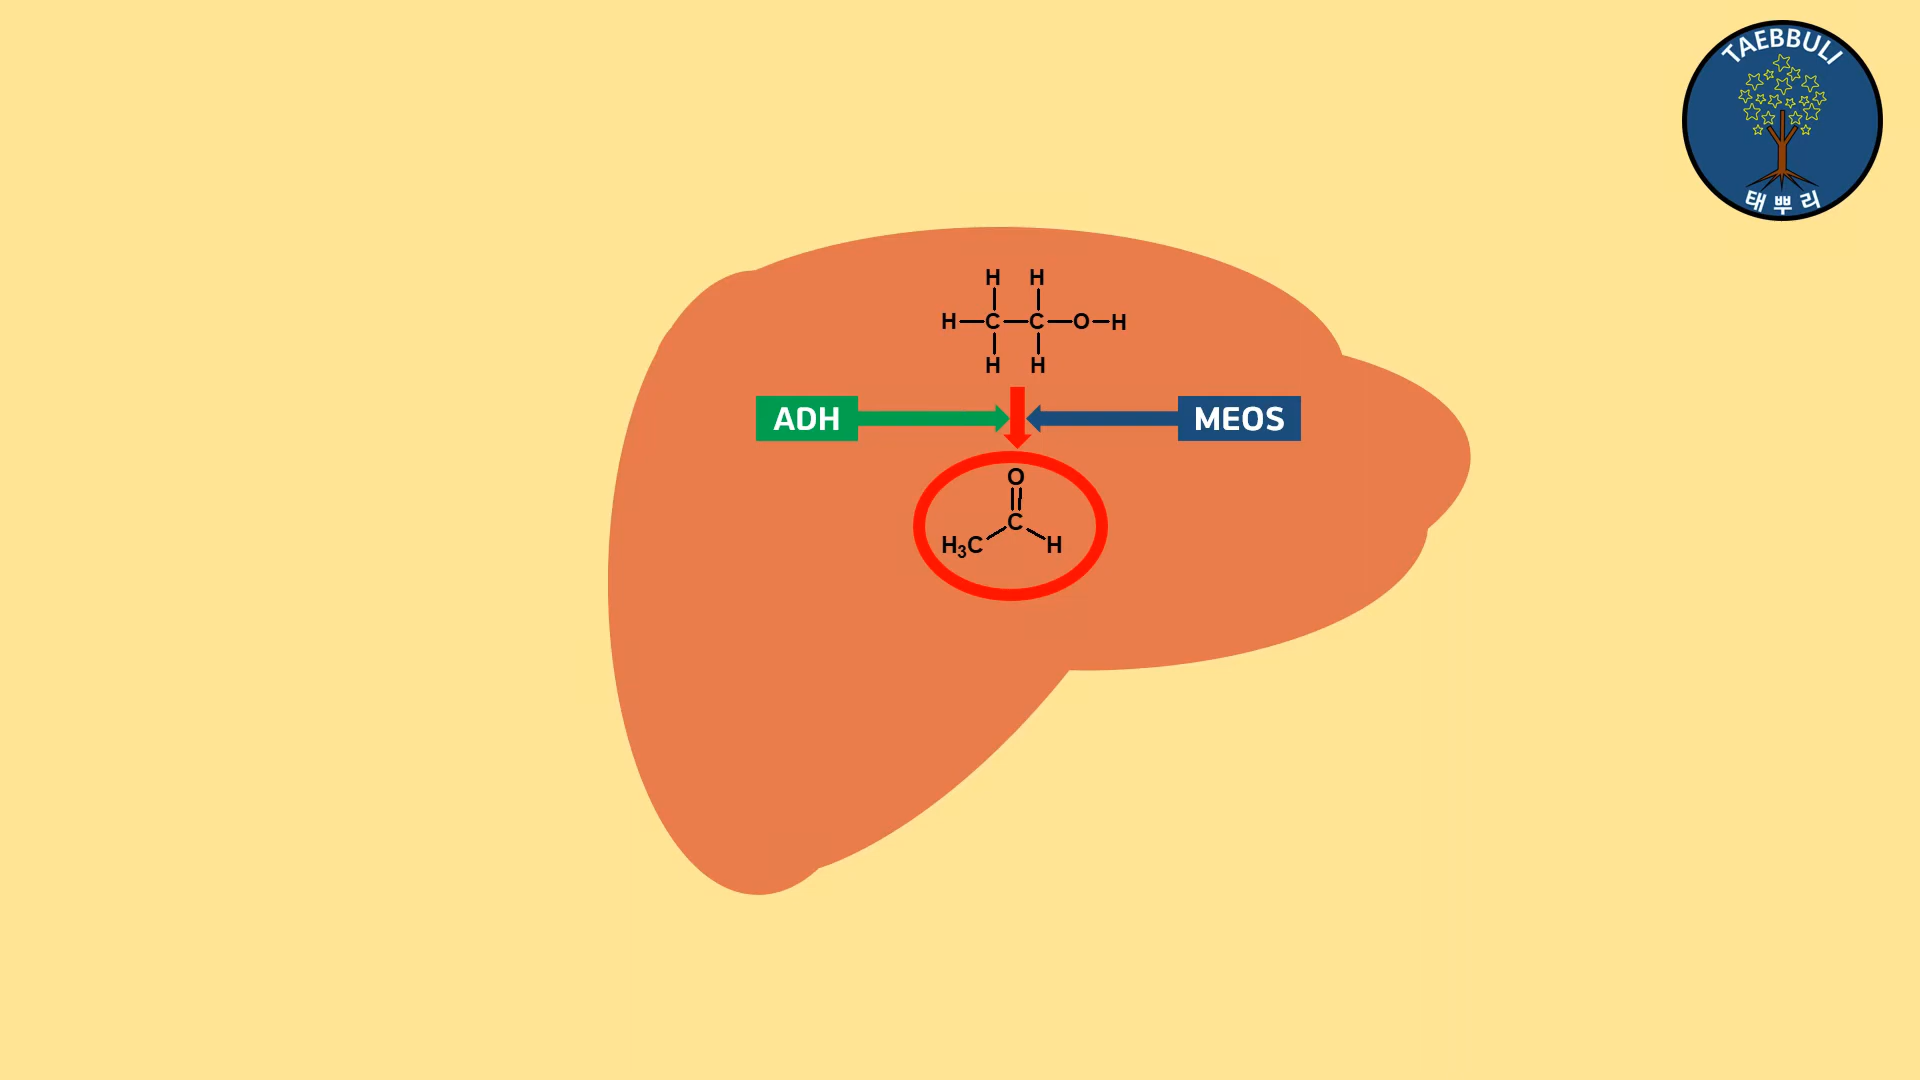 TAEBBULI
태뿌리
H H
H C C O H
H H
ADH
MEOS
O
C
H₃C H